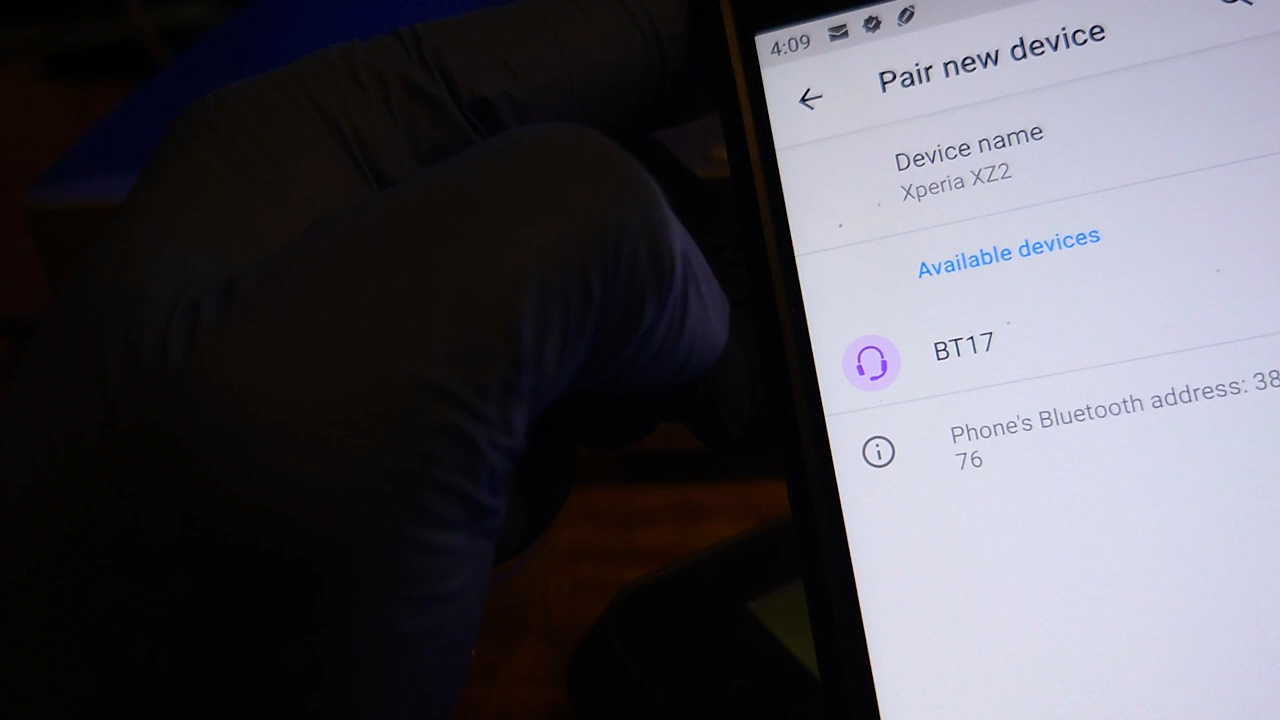 4:09
Pair new device
Device name
Xperia XZ2
Available devices
BT17
Phone's Bluetooth address: 38
76